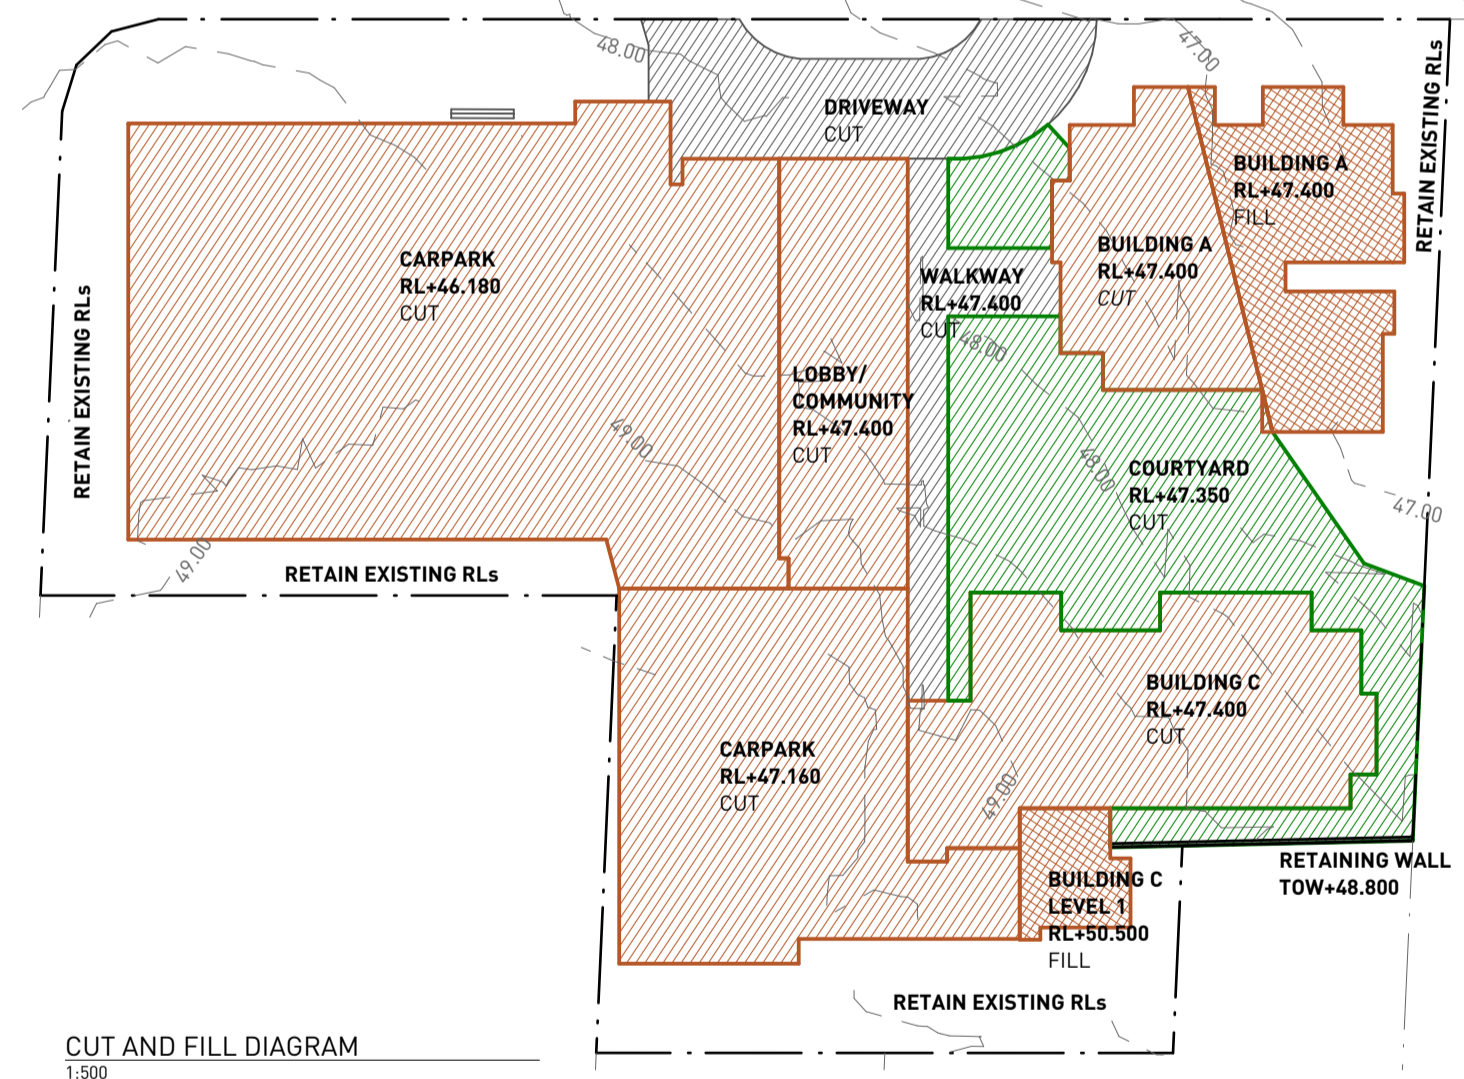 48.00
47.00
RETAIN EXISTING RLs
DRIVEWAY
CUT
BUILDING A
RL+47.400
FILL
BUILDING A
RL+47.400
CUT
CARPARK
RL+46.180
CUT
WALKWAY
RL+47.400
CUT
48.00
RETAIN EXISTING RLs
LOBBY/
COMMUNITY
RL+47.400
CUT
49.00
48.00
COURTYARD
RL+47.350
CUT
47.00
49.00
RETAIN EXISTING RLs
BUILDING C
RL+47.400
CUT
CARPARK
RL+47.160
CUT
49.00
RETAINING WALL
TOW+48.800
BUILDING C
LEVEL 1
RL+50.500
FILL
RETAIN EXISTING RLs
CUT AND FILL DIAGRAM
1:500